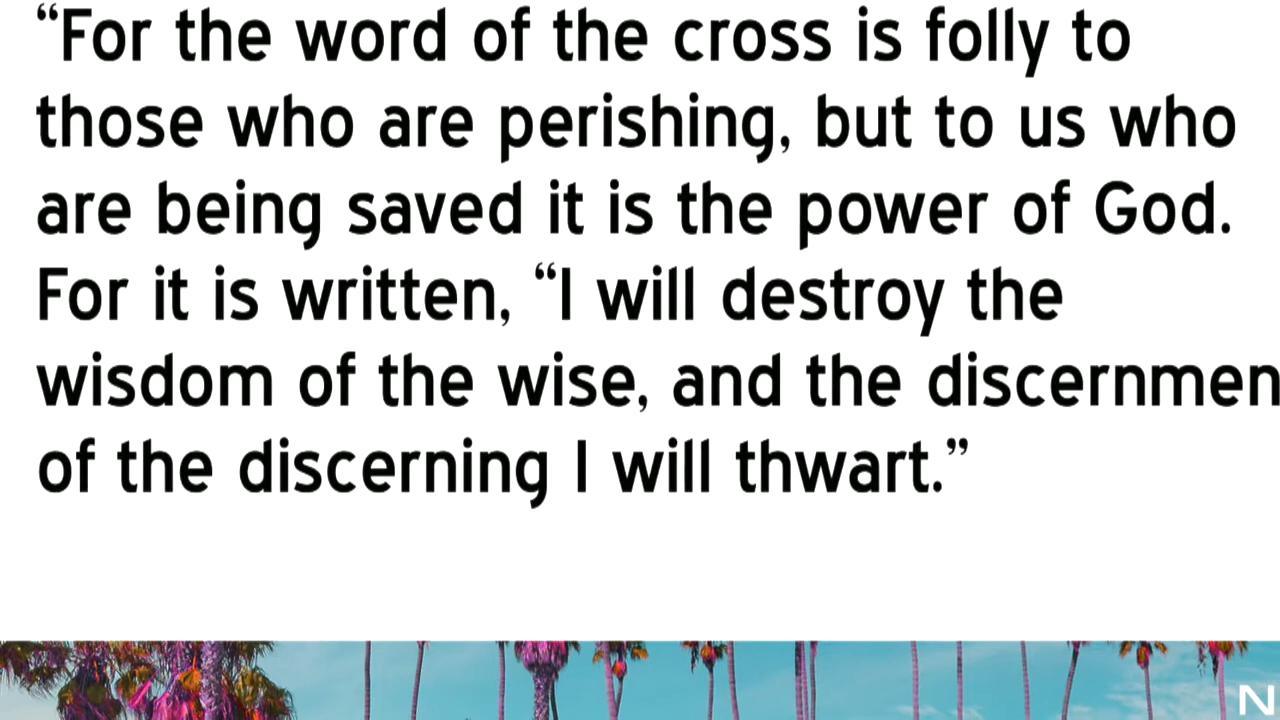 “For the word of the cross is folly to
those who are perishing, but to us who
are being saved it is the power of God.
For it is written, “I will destroy the
wisdom of the wise, and the discernmen
of the discerning I will thwart.”
N